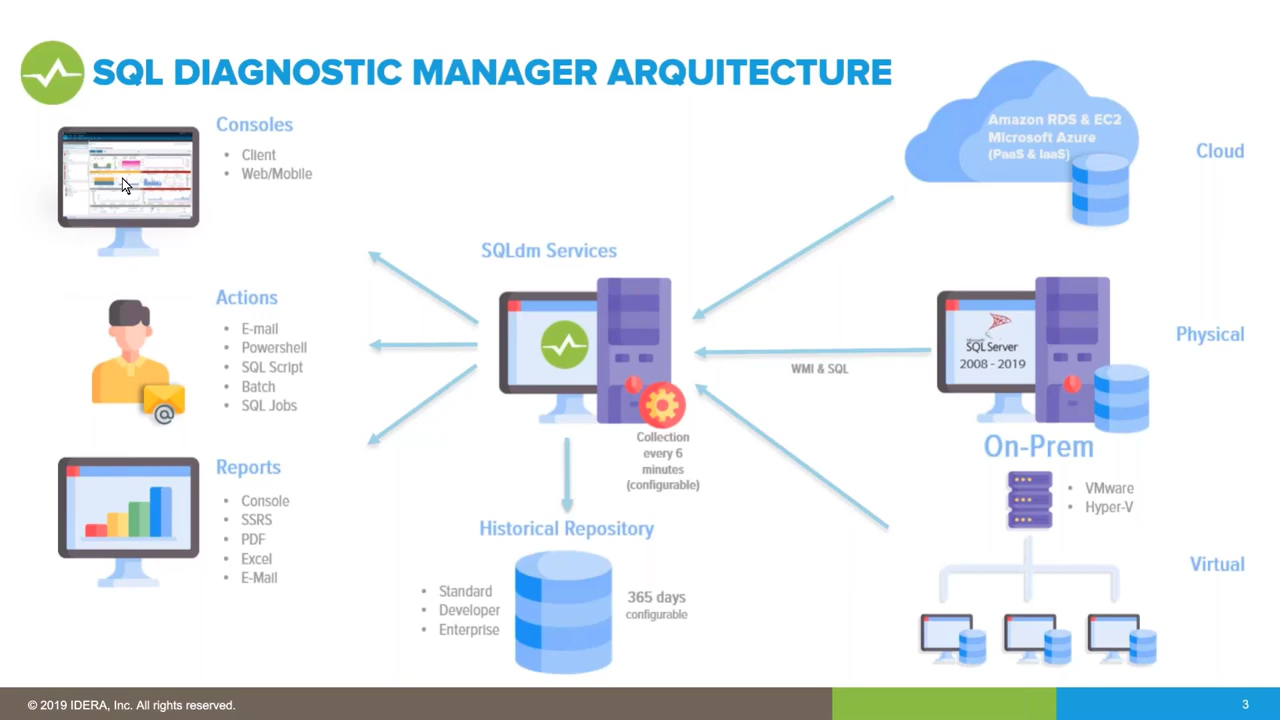 SQL DIAGNOSTIC MANAGER ARQUITECTURE
Consoles
• Client
• Web/Mobile
Actions
• E-mail
• Powershell
• SQL Script
• Batch
• SQL Jobs
Reports
• Console
• SSRS
• PDF
• Excel
• E-Mail
SQLdm Services
Collection
every 6
minutes
(configurable)
Historical Repository
• Standard
• Developer
• Enterprise
365 days
configurable
WMI & SQL
Amazon RDS & EC2
Microsoft Azure
(PaaS & IaaS)
Cloud
Microsoft
SQL Server
2008 - 2019
Physical
On-Prem
• VMware
• Hyper-V
Virtual
© 2019 IDERA, Inc. All rights reserved.
3